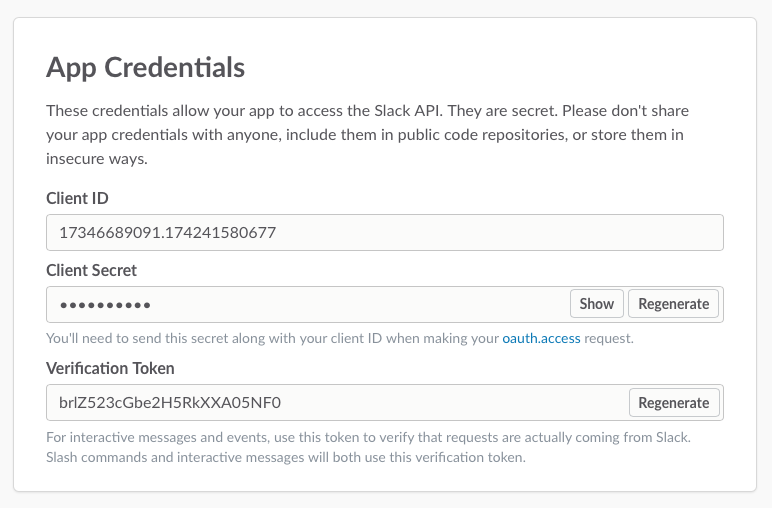 App Credentials
These credentials allow your app to access the Slack API. They are secret. Please don't share
your app credentials with anyone, include them in public code repositories, or store them in
insecure ways.
Client ID
17346689091.174241580677
Client Secret
•••••••••• Show Regenerate
You'll need to send this secret along with your client ID when making your oauth.access request.
Verification Token
brlZ523cGbe2H5RkXXA05NF0 Regenerate
For interactive messages and events, use this token to verify that requests are actually coming from Slack.
Slash commands and interactive messages will both use this verification token.